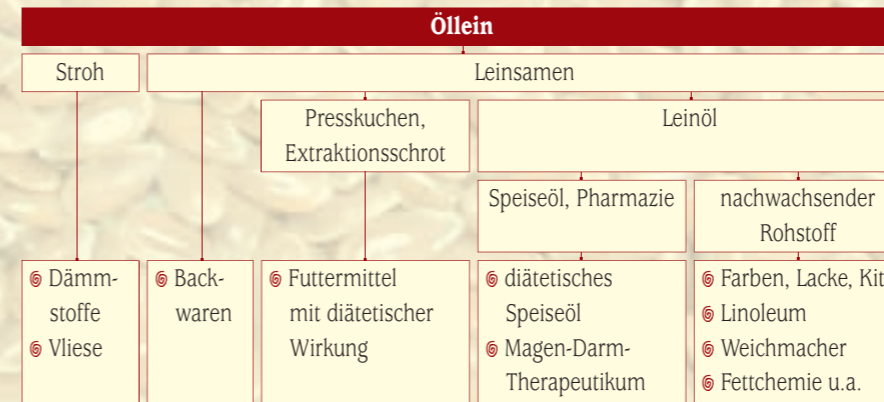 Öllein
Stroh
Leinsamen
Presskuchen,
Extraktionsschrot
Leinöl
Speiseöl, Pharmazie
nachwachsender
Rohstoff
Dämm-
stoffe
Vliese
Back-
waren
Futtermittel
mit diätetischer
Wirkung
diätetisches
Speiseöl
Magen-Darm-
Therapeutikum
Farben, Lacke, Kit
Linoleum
Weichmacher
Fettchemie u.a.